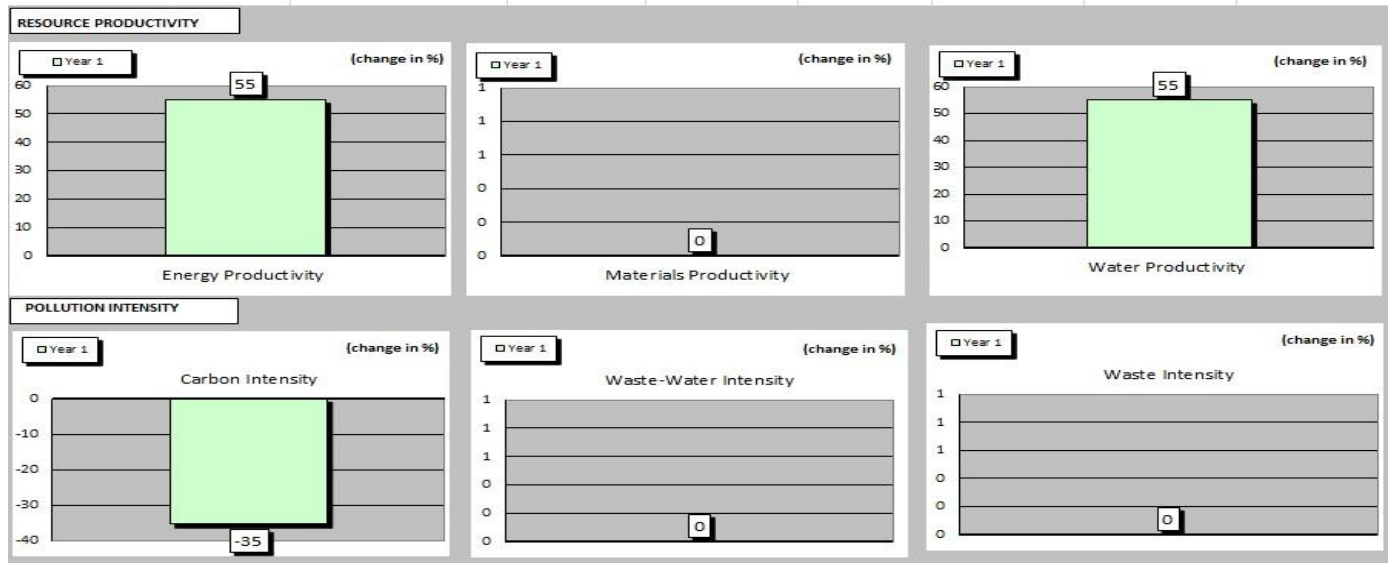 RESOURCE PRODUCTIVITY
Year 1
(change in %)
55
60
50
40
30
20
10
0
Energy Productivity
Year 1
(change in %)
1
1
1
0
0
0
0
Materials Productivity
Year 1
(change in %)
55
60
50
40
30
20
10
0
Water Productivity
POLLUTION INTENSITY
Year 1
(change in %)
Carbon Intensity
0
-10
-20
-30
-40
-35
Year 1
(change in %)
Waste-Water Intensity
1
1
1
0
0
0
0
Year 1
(change in %)
Waste Intensity
1
1
1
0
0
0
0